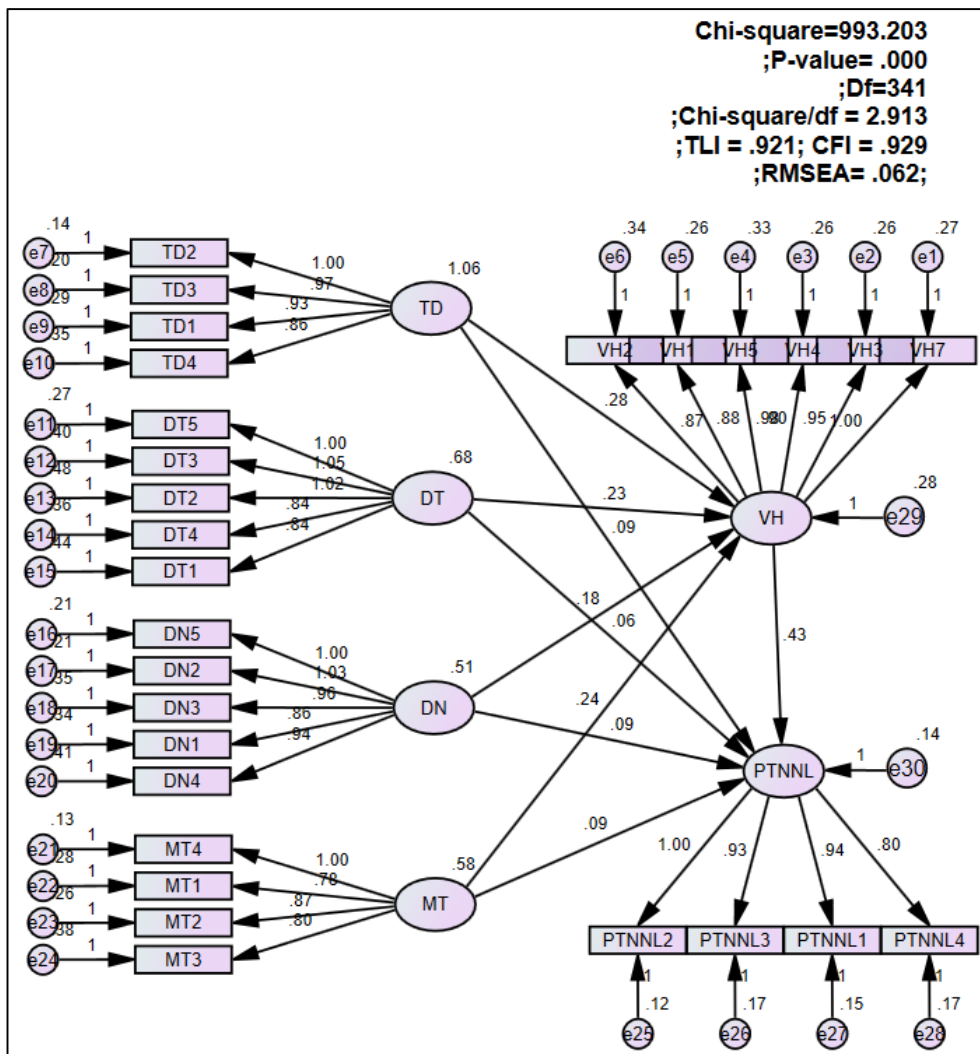 Chi-square=993.203
;P-value= .000
;Df=341
;Chi-square/df = 2.913
;TLI = .921; CFI = .929
;RMSEA= .062;
.14
e7 1 TD2
.20
e8 1 TD3
.29
e9 1 TD1
.35
e10 1 TD4
1.00
.97
.93
.86
1.06
TD
.27
e11 1 DT5
.40
e12 1 DT3
.48
e13 1 DT2
.36
e14 1 DT4
.44
e15 1 DT1
1.00
1.05
1.02
.84
.84
.68
DT
.21
e16 1 DN5
.21
e17 1 DN2
.35
e18 1 DN3
.34
e19 1 DN1
.41
e20 1 DN4
1.00
1.03
.96
.86
.94
.51
DN
.13
e21 1 MT4
.28
e22 1 MT1
.26
e23 1 MT2
.38
e24 1 MT3
1.00
.78
.87
.80
.58
MT
.34 .26 .33 .26 .26 .27
e6 e5 e4 e3 e2 e1
1 1 1 1 1 1
VH2 VH1 VH5 VH4 VH3 VH7
.87 .88 .90 .95 1.00
VH
1
.28
e29
.28
.23
.09
.18
.06
.24
.09
.09
.43
PTNNL
1
.14
e30
1.00 .93 .94 .80
PTNNL2 PTNNL3 PTNNL1 PTNNL4
1 1 1 1
.12 .17 .15 .17
e25 e26 e27 e28